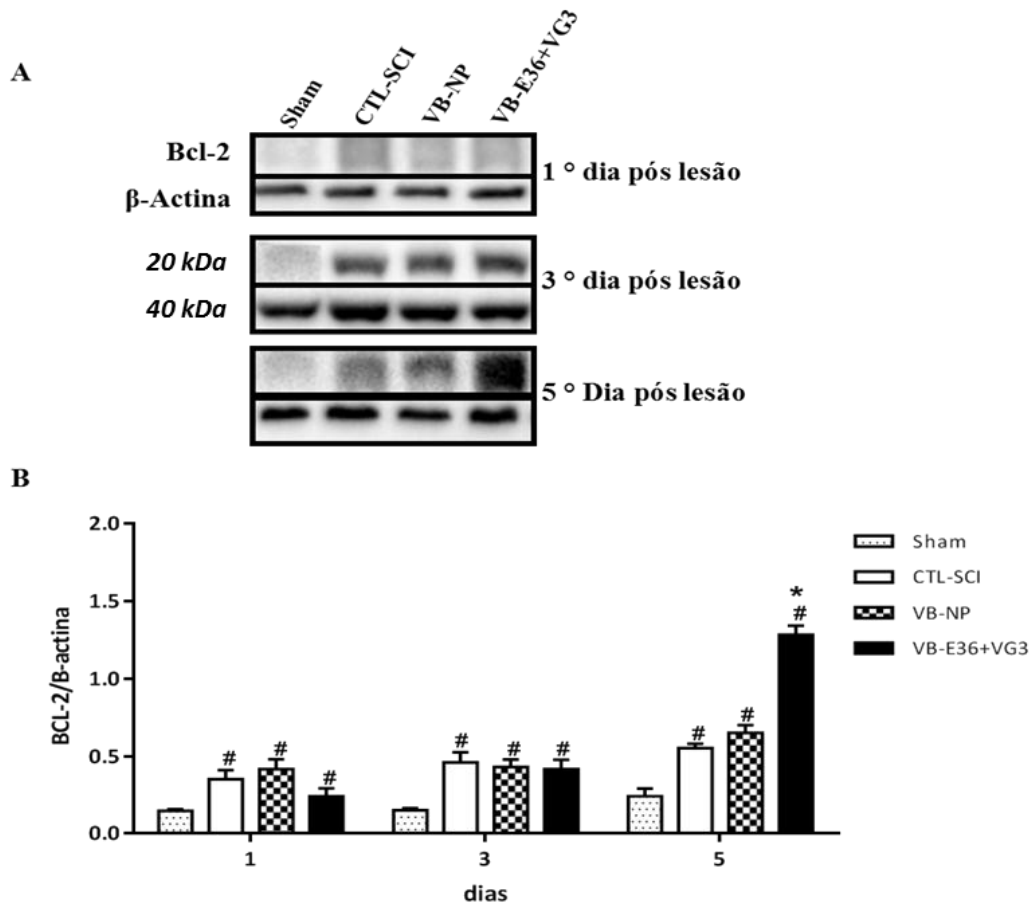 A
Sham
CTL-SCI
VB-NP
VB-E36+VG3
Bcl-2
β-Actina
1 ° dia pós lesão
20 kDa
40 kDa
3 ° dia pós lesão
5 ° Dia pós lesão
B
BCL-2/B-actina
2.0
1.5
1.0
0.5
0.0
#
#
#
#
#
#
#
#
*
#
1
3
5
dias
Sham
CTL-SCI
VB-NP
VB-E36+VG3